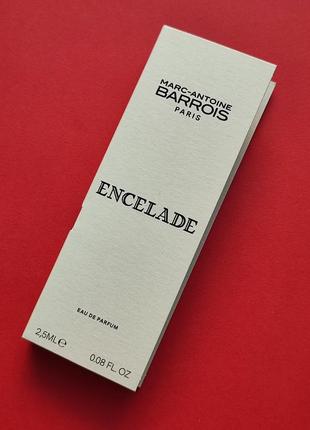 MARC-ANTOINE
BARROIS
PARIS
ENCELADE
EAU DE PARFUM
2,5ML℮ 0.08 FL. OZ